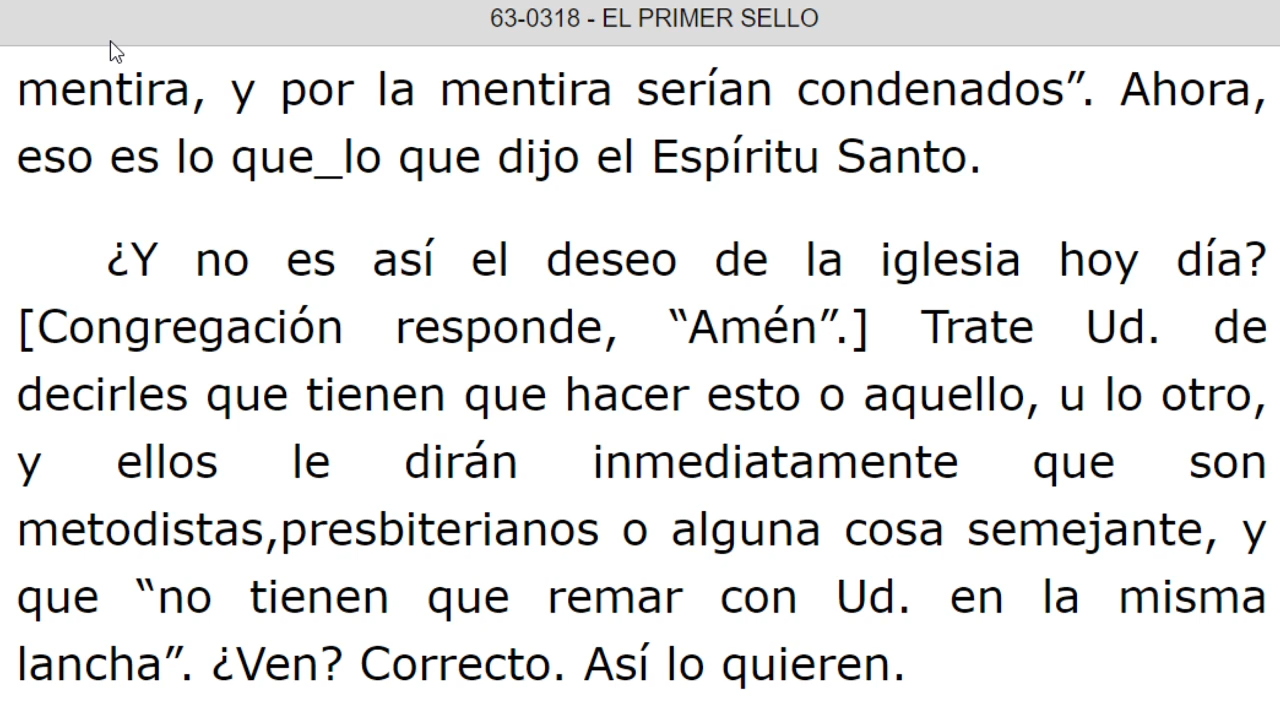 63-0318 - EL PRIMER SELLO
mentira, y por la mentira serían condenados”. Ahora,
eso es lo que_lo que dijo el Espíritu Santo.
¿Y no es así el deseo de la iglesia hoy día?
[Congregación responde, “Amén”.] Trate Ud. de
decirles que tienen que hacer esto o aquello, u lo otro,
y ellos le dirán inmediatamente que son
metodistas,presbiterianos o alguna cosa semejante, y
que “no tienen que remar con Ud. en la misma
lancha”. ¿Ven? Correcto. Así lo quieren.